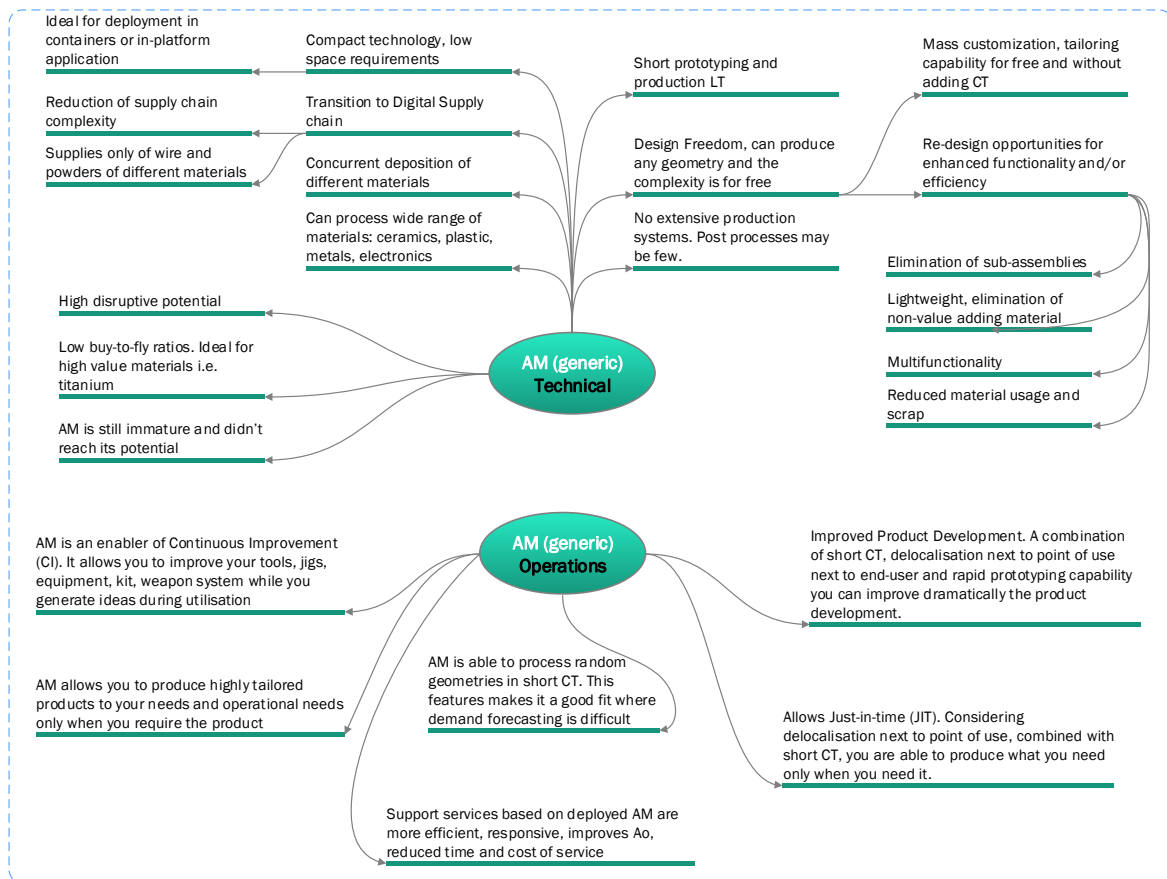 Ideal for deployment in
containers or in-platform
application
Compact technology, low
space requirements
Reduction of supply chain
complexity
Transition to Digital Supply
chain
Supplies only of wire and
powders of different materials
Concurrent deposition of
different materials
Can process wide range of
materials: ceramics, plastic,
metals, electronics
Short prototyping and
production LT
Design Freedom, can produce
any geometry and the
complexity is for free
No extensive production
systems. Post processes may
be few.
Mass customization, tailoring
capability for free and without
adding CT
Re-design opportunities for
enhanced functionality and/or
efficiency
Elimination of sub-assemblies
Lightweight, elimination of
non-value adding material
Multifunctionality
Reduced material usage and
scrap
High disruptive potential
Low buy-to-fly ratios. Ideal for
high value materials i.e.
titanium
AM is still immature and didn't
reach its potential
AM (generic)
Technical
AM (generic)
Operations
AM is an enabler of Continuous Improvement
(CI). It allows you to improve your tools, jigs,
equipment, kit, weapon system while you
generate ideas during utilisation
AM allows you to produce highly tailored
products to your needs and operational needs
only when you require the product
AM is able to process random
geometries in short CT. This
features makes it a good fit where
demand forecasting is difficult
Support services based on deployed AM are
more efficient, responsive, improves Ao,
reduced time and cost of service
Improved Product Development. A combination
of short CT, delocalisation next to point of use
next to end-user and rapid prototyping capability
you can improve dramatically the product
development.
Allows Just-in-time (JIT). Considering
delocalisation next to point of use, combined with
short CT, you are able to produce what you need
only when you need it.